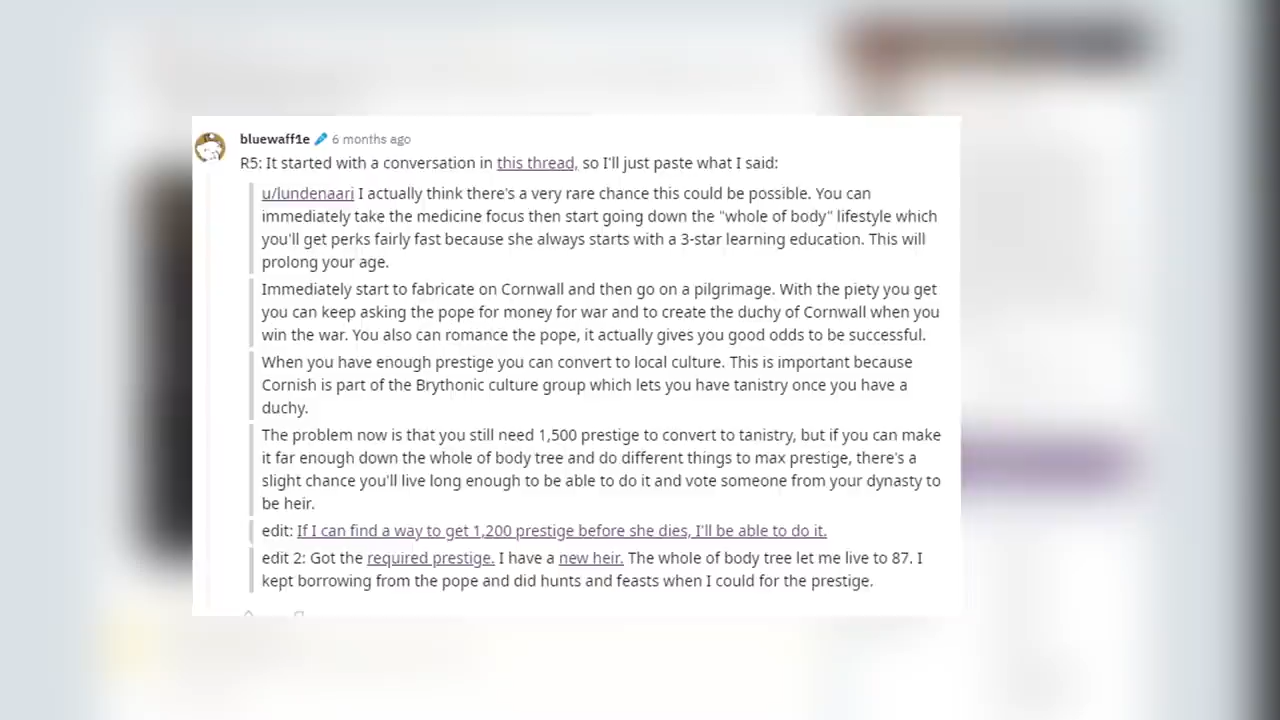 bluewaff1e 6 months ago
R5: It started with a conversation in this thread, so I'll just paste what I said:
u/lundenaari I actually think there's a very rare chance this could be possible. You can
immediately take the medicine focus then start going down the "whole of body" lifestyle which
you'll get perks fairly fast because she always starts with a 3-star learning education. This will
prolong your age.
Immediately start to fabricate on Cornwall and then go on a pilgrimage. With the piety you get
you can keep asking the pope for money for war and to create the duchy of Cornwall when you
win the war. You also can romance the pope, it actually gives you good odds to be successful.
When you have enough prestige you can convert to local culture. This is important because
Cornish is part of the Brythonic culture group which lets you have tanistry once you have a
duchy.
The problem now is that you still need 1,500 prestige to convert to tanistry, but if you can make
it far enough down the whole of body tree and do different things to max prestige, there's a
slight chance you'll live long enough to be able to do it and vote someone from your dynasty to
be heir.
edit: If I can find a way to get 1,200 prestige before she dies, I'll be able to do it.
edit 2: Got the required prestige. I have a new heir. The whole of body tree let me live to 87. I
kept borrowing from the pope and did hunts and feasts when I could for the prestige.